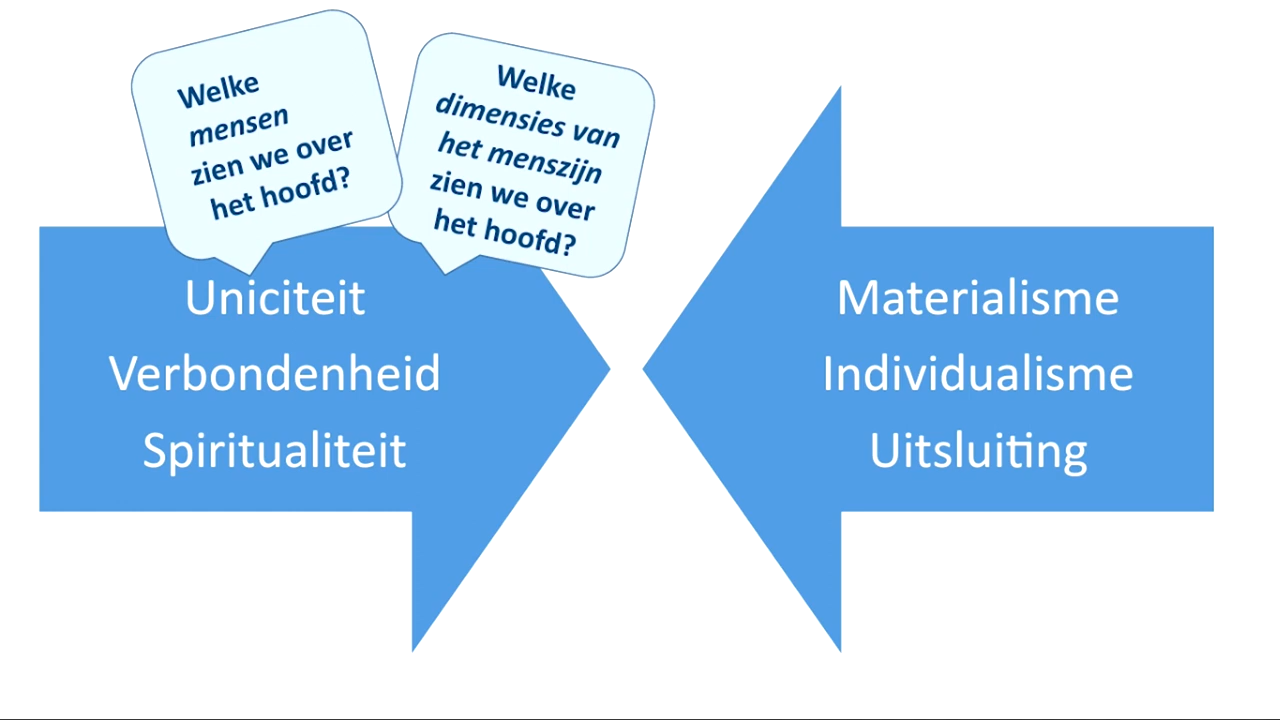 Welke
mensen
zien we over
het hoofd?
Welke
dimensies van
het menszijn
zien we over
het hoofd?
Uniciteit
Verbondenheid
Spiritualiteit
Materialisme
Individualisme
Uitsluiting